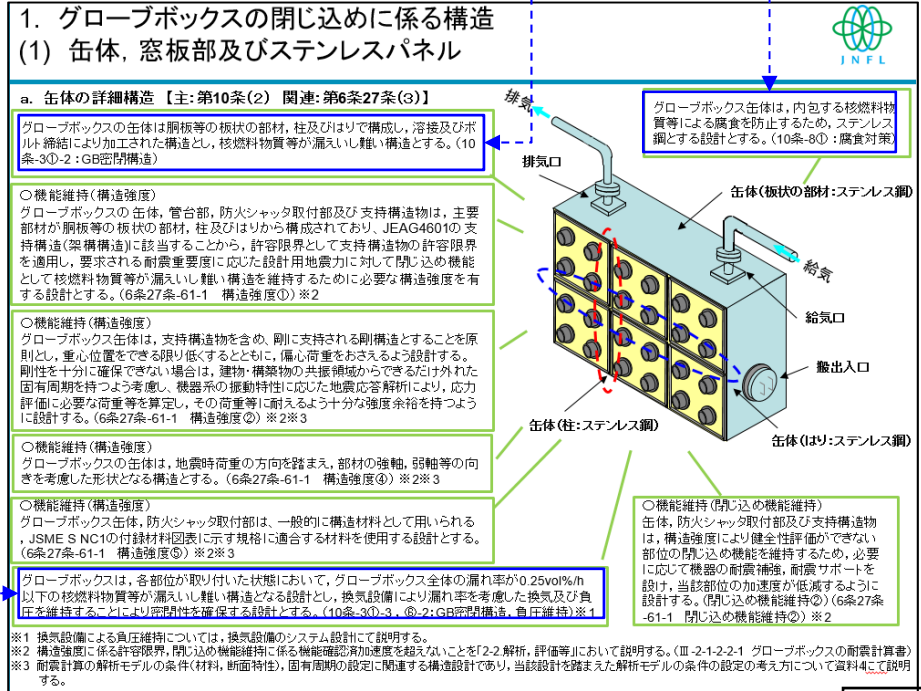 1. グローブボックスの閉じ込めに係る構造
(1) 缶体，窓板部及びステンレスパネル
JNFL
a. 缶体の詳細構造 【主：第10条(2) 関連：第6条27条(3)】
グローブボックスの缶体は胴板等の板状の部材，柱及びはりで構成し，溶接及びボ
ルト締結により加工された構造とし，核燃料物質等が漏えいし難い構造とする。(10
条-3①-2：GB密閉構造)
○機能維持(構造強度)
グローブボックスの缶体，管台部，防火シャッタ取付部及び支持構造物は，主要
部材が胴板等の板状の部材，柱及びはりから構成されており、JEAG4601の支
持構造(架構構造)に該当することから，許容限界として支持構造物の許容限界
を適用し，要求される耐震重要度に応じた設計用地震力に対して閉じ込め機能
として核燃料物質等が漏えいし難い構造を維持するために必要な構造強度を有
する設計とする。(6条27条-61-1 構造強度①)※2
○機能維持(構造強度)
グローブボックス缶体は，支持構造物を含め，剛に支持される剛構造とすることを原
則とし，重心位置をできる限り低くするとともに，偏心荷重をおさえるよう設計する。
剛性を十分に確保できない場合は，建物・構築物の共振領域からできるだけ外れた
固有周期を持つよう考慮し，機器系の振動特性に応じた地震応答解析により，応力
評価に必要な荷重等を算定し，その荷重等に耐えるよう十分な強度余裕を持つよう
に設計する。(6条27条-61-1 構造強度②)※2※3
○機能維持(構造強度)
グローブボックスの缶体は，地震時荷重の方向を踏まえ，部材の強軸，弱軸等の向
きを考慮した形状となる構造とする。(6条27条-61-1 構造強度④)※2※3
○機能維持(構造強度)
グローブボックス缶体，防火シャッタ取付部は、一般的に構造材料として用いられる
，JSME S NC1の付録材料図表に示す規格に適合する材料を使用する設計とする。
(6条27条-61-1 構造強度⑤)※2※3
グローブボックスは，各部位が取り付いた状態において，グローブボックス全体の漏れ率が0.25vol%/h
以下の核燃料物質等が漏えいし難い構造となる設計とし，換気設備により漏れ率を考慮した換気及び負
圧を維持することにより密閉性を確保する設計とする。(10条-3①-3，⑥-2：GB密閉構造，負圧維持)※1
グローブボックス缶体は，内包する核燃料物
質等による腐食を防止するため，ステンレス
鋼とする設計とする。(10条-8①：腐食対策)
排気
排気口
缶体(板状の部材：ステンレス鋼)
給気
給気口
搬出入口
缶体(柱：ステンレス鋼)
缶体(はり：ステンレス鋼)
○機能維持(閉じ込め機能維持)
缶体，防火シャッタ取付部及び支持構造物
は，構造強度により健全性評価ができない
部位の閉じ込め機能を維持するため，必要
に応じて機器の耐震補強，耐震サポートを
設け，当該部位の加速度が低減するように
設計する。(閉じ込め機能維持②)(6条27条
-61-1 閉じ込め機能維持②)※2
※1 換気設備による負圧維持については，換気設備のシステム設計にて説明する。
※2 構造強度に係る許容限界，閉じ込め機能維持に係る機能確認済加速度を超えないことを「2-2.解析，評価等」において説明する。(Ⅲ-2-1-2-2-1 グローブボックスの耐震計算書)
※3 耐震計算の解析モデルの条件(材料，断面特性)，固有周期の設定に関連する構造設計であり，当該設計を踏まえた解析モデルの条件の設定の考え方について資料4にて説明
する。